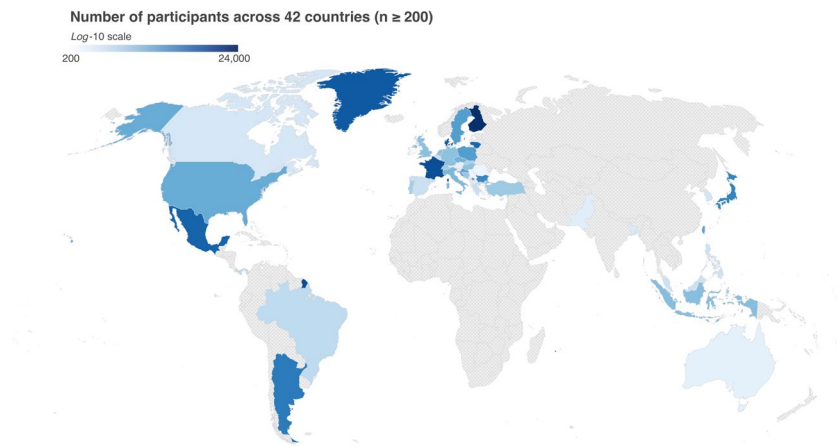 Number of participants across 42 countries (n ≥ 200)
Log-10 scale
200 24,000